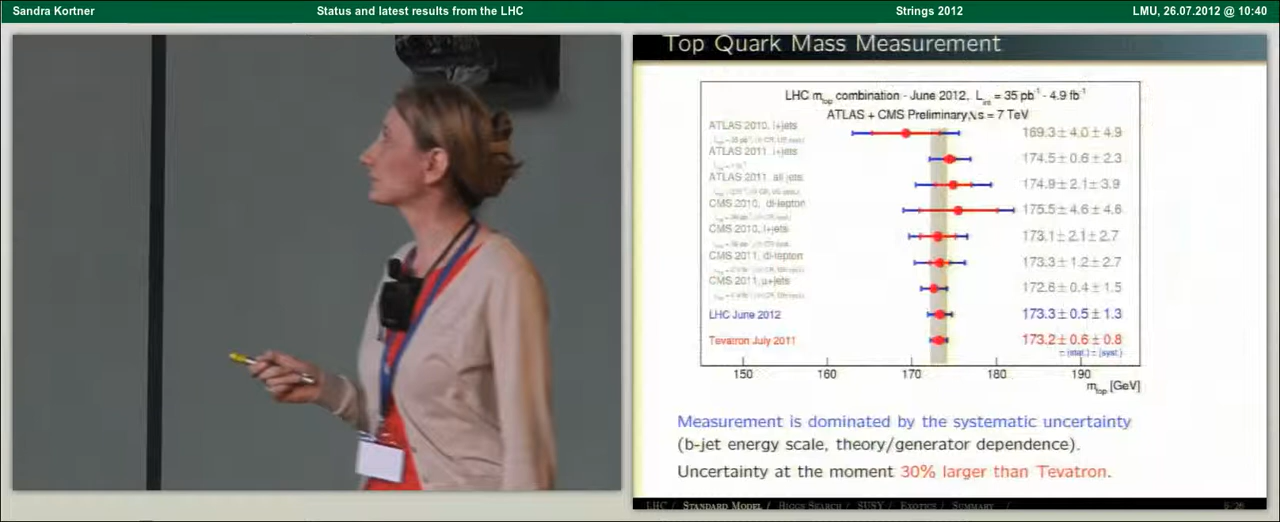 Sandra Kortner
Status and latest results from the LHC
Strings 2012
LMU, 26.07.2012 @ 10:40
Top Quark Mass Measurement
LHC mtop combination - June 2012, Lint = 35 pb-1 - 4.9 fb-1
ATLAS + CMS Preliminary, √s = 7 TeV
ATLAS 2010, l+jets 169.3 ± 4.0 ± 4.9
ATLAS 2011, l+jets 174.5 ± 0.6 ± 2.3
ATLAS 2011, all jets 174.9 ± 2.1 ± 3.9
CMS 2010, di-lepton 175.5 ± 4.6 ± 4.6
CMS 2010, l+jets 173.1 ± 2.1 ± 2.7
CMS 2011, di-lepton 173.3 ± 1.2 ± 2.7
CMS 2011, μ+jets 172.6 ± 0.4 ± 1.5
LHC June 2012 173.3 ± 0.5 ± 1.3
Tevatron July 2011 173.2 ± 0.6 ± 0.8
± (stat.) ± (syst.)
150 160 170 180 190
mtop [GeV]
Measurement is dominated by the systematic uncertainty
(b-jet energy scale, theory/generator dependence).
Uncertainty at the moment 30% larger than Tevatron.
LHC / Standard Model / Higgs Search / SUSY / Exotics / Summary /